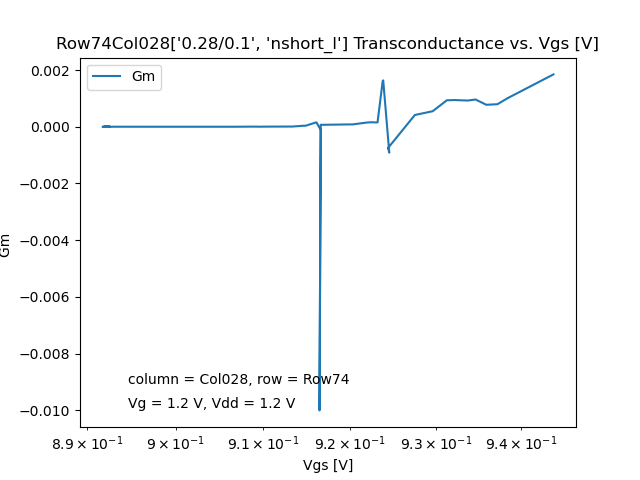 Row74Col028['0.28/0.1', 'nshort_l'] Transconductance vs. Vgs [V]
Gm
0.002
0.000
−0.002
−0.004
−0.006
−0.008
−0.010
Gm
column = Col028, row = Row74
Vg = 1.2 V, Vdd = 1.2 V
8.9 × 10⁻¹ 9 × 10⁻¹ 9.1 × 10⁻¹ 9.2 × 10⁻¹ 9.3 × 10⁻¹ 9.4 × 10⁻¹
Vgs [V]